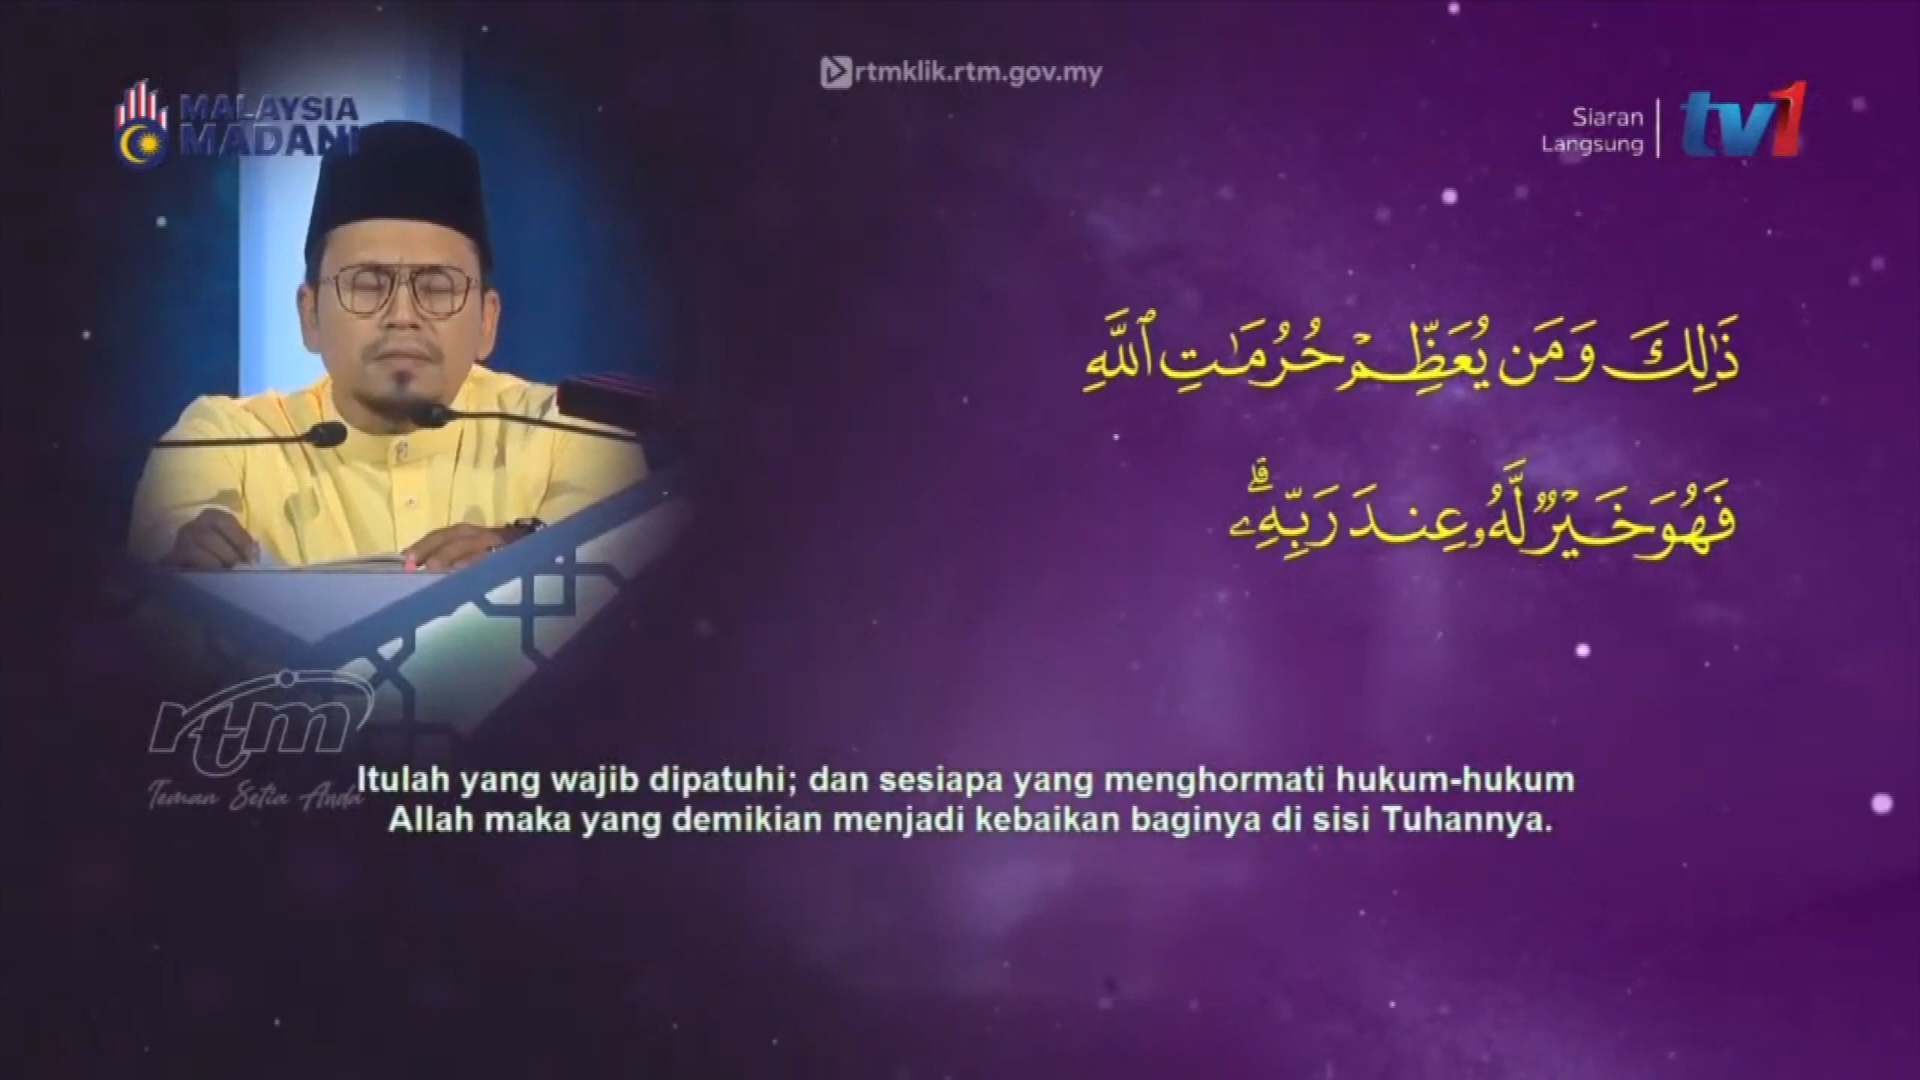 rtmklik.rtm.gov.my
MALAYSIA
MADANI
Siaran
Langsung
tv1
ذَٰلِكَ وَمَن يُعَظِّمْ حُرُمَـٰتِ ٱللَّهِ
فَهُوَ خَيْرٌ لَّهُۥ عِندَ رَبِّهِۦ ۗ
rtm
Teman Setia Anda
Itulah yang wajib dipatuhi; dan sesiapa yang menghormati hukum-hukum
Allah maka yang demikian menjadi kebaikan baginya di sisi Tuhannya.